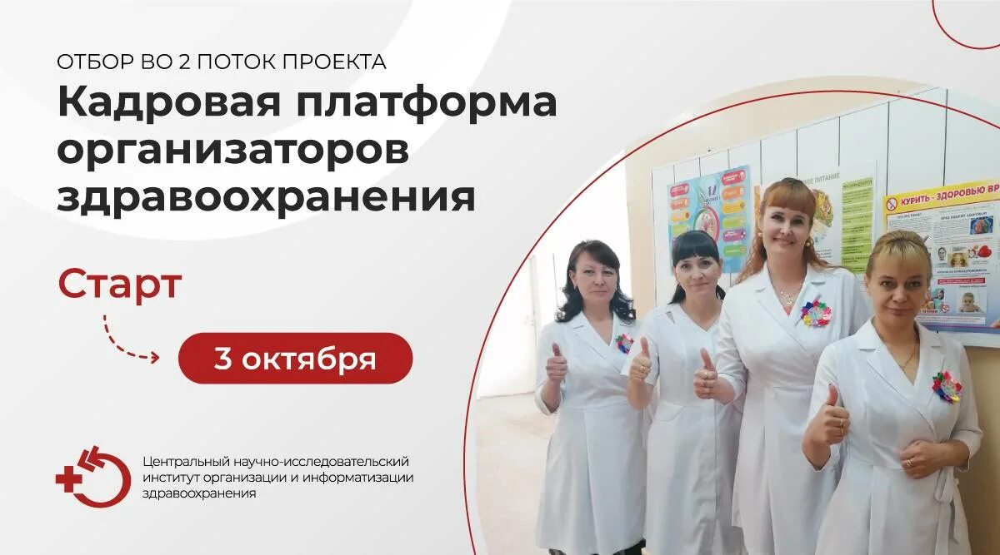 ОТБОР ВО 2 ПОТОК ПРОЕКТА
Кадровая платформа
организаторов
здравоохранения
Старт
3 октября
Центральный научно-исследовательский
институт организации и информатизации
здравоохранения
ПИТАНИЕ
КУРИТЬ - ЗДОРОВЬЮ ВР